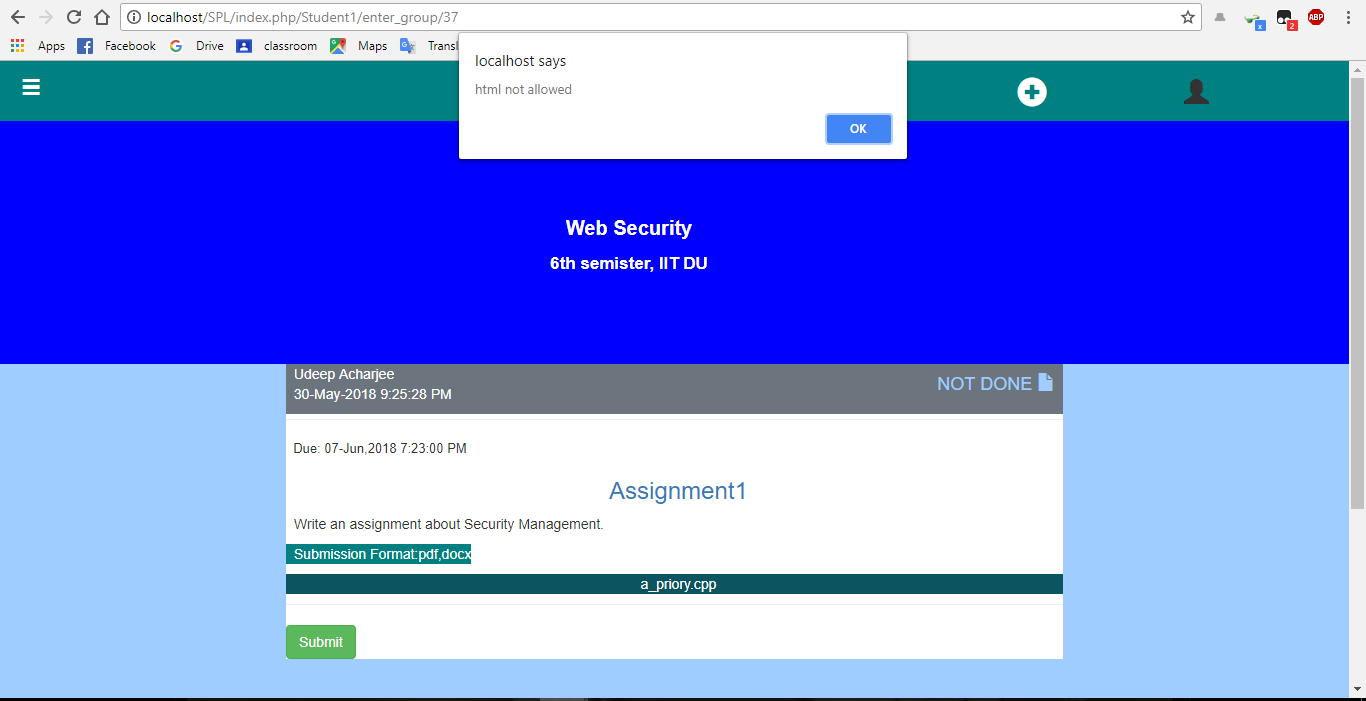 localhost/SPL/index.php/Student1/enter_group/37
ABP
x
2
Apps Facebook Drive classroom Maps Transl
localhost says
html not allowed
OK
Web Security
6th semister, IIT DU
Udeep Acharjee
30-May-2018 9:25:28 PM
NOT DONE
Due: 07-Jun,2018 7:23:00 PM
Assignment1
Write an assignment about Security Management.
Submission Format:pdf,docx
a_priory.cpp
Submit